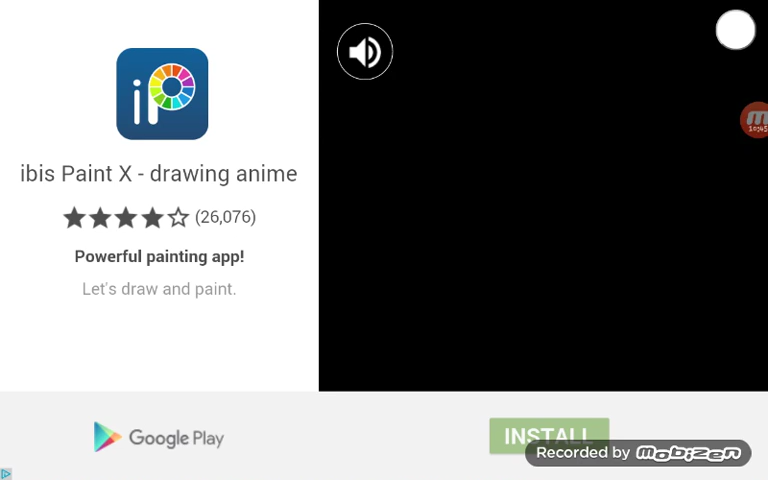 iP
ibis Paint X - drawing anime
(26,076)
Powerful painting app!
Let's draw and paint.
Google Play
INSTALL
Recorded by mobizen